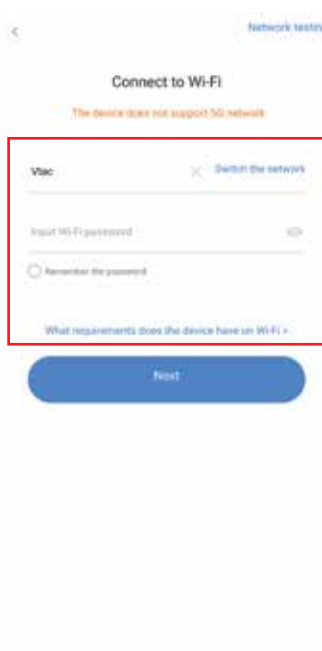 Network testin
Connect to Wi-Fi
The device does not support 5G network
Vtac
Switch the network
Input Wi-Fi password
Remember the password
What requirements does the device have on Wi-Fi >
Next